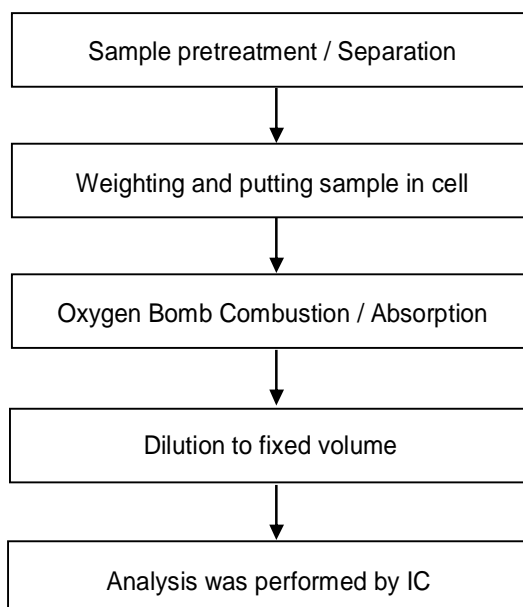 Sample pretreatment / Separation
Weighting and putting sample in cell
Oxygen Bomb Combustion / Absorption
Dilution to fixed volume
Analysis was performed by IC